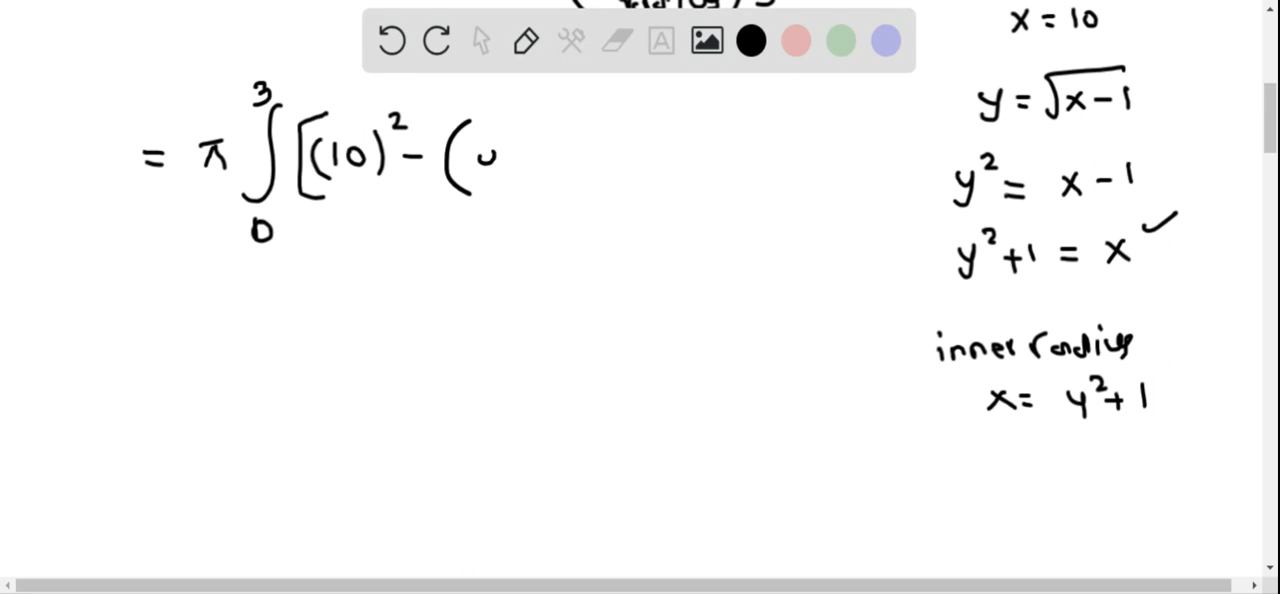 x = 10
y = √x-1
= π ∫₀³ [(10)² - (
y² = x - 1
y² + 1 = x ✓
inner radius
x = y² + 1